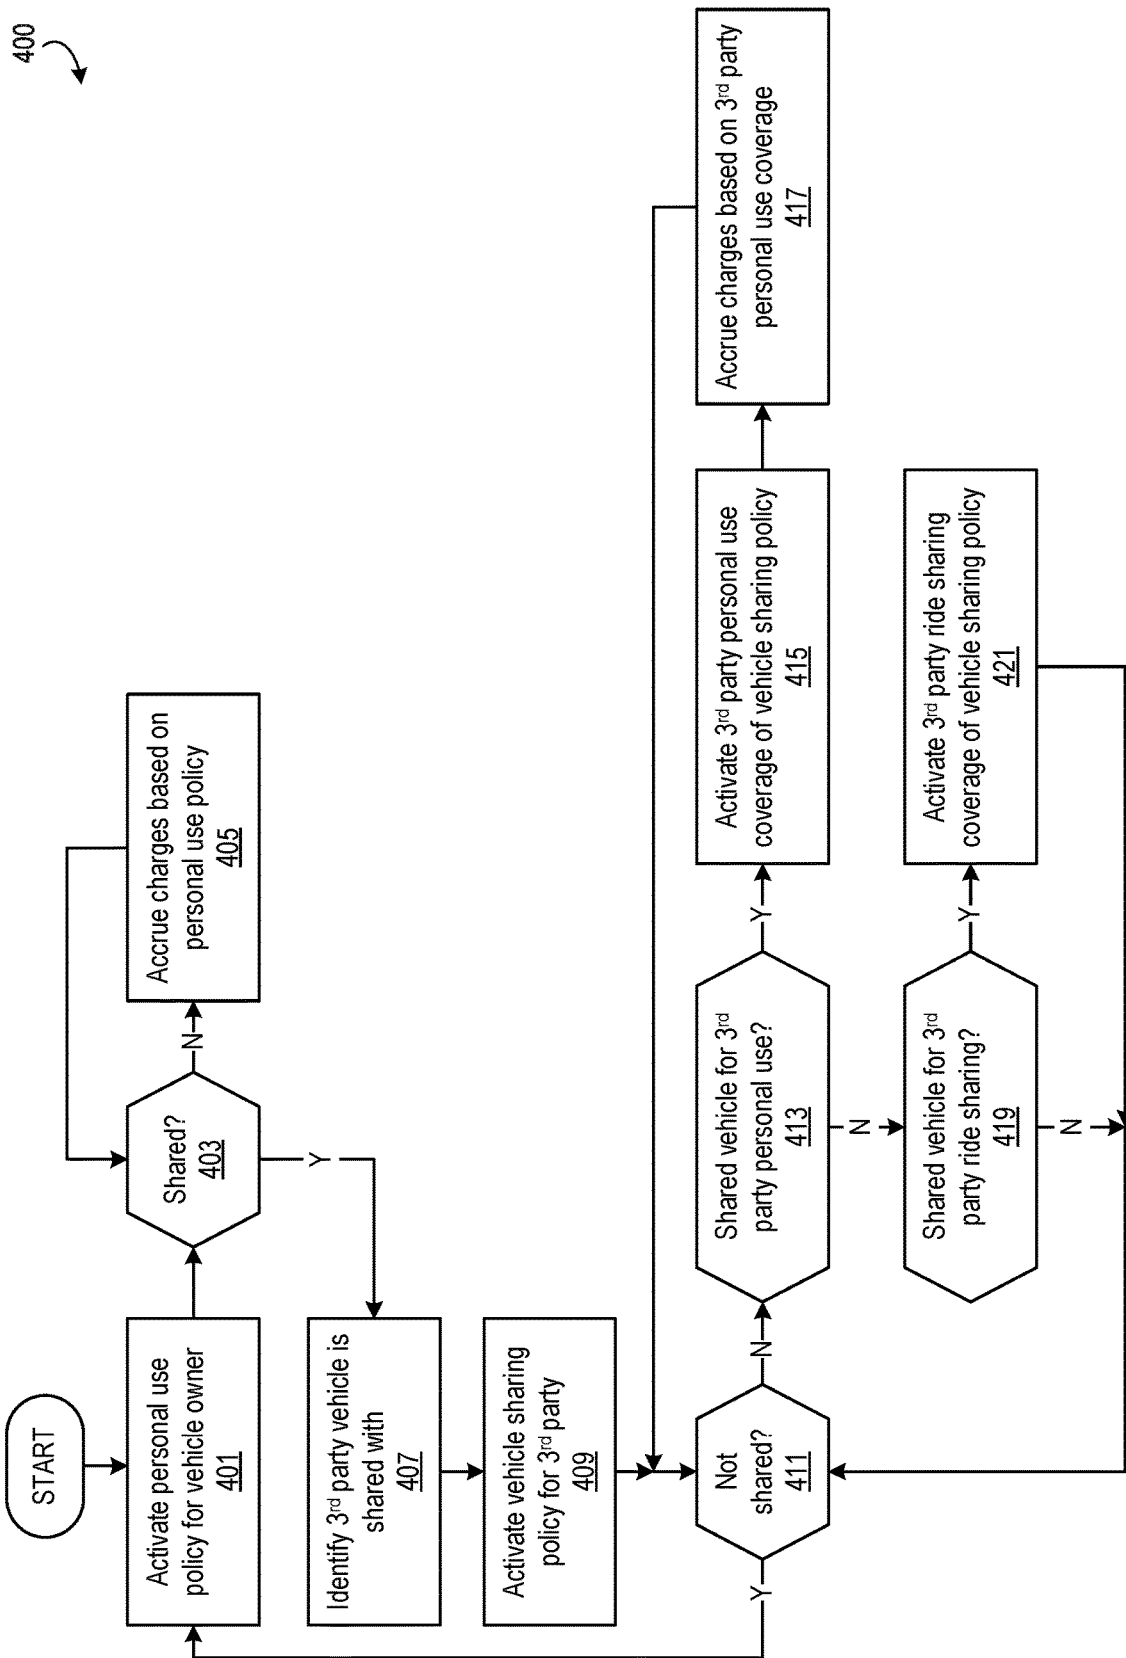 400
START
Activate personal use
policy for vehicle owner
401
Shared?
403
N
Accrue charges based on
personal use policy
405
Y
Identify 3rd party vehicle is
shared with
407
Activate vehicle sharing
policy for 3rd party
409
Not
shared?
411
Y
N
Shared vehicle for 3rd
party personal use?
413
Y
Activate 3rd party personal use
coverage of vehicle sharing policy
415
Accrue charges based on 3rd party
personal use coverage
417
N
Shared vehicle for 3rd
party ride sharing?
419
Y
Activate 3rd party ride sharing
coverage of vehicle sharing policy
421
N